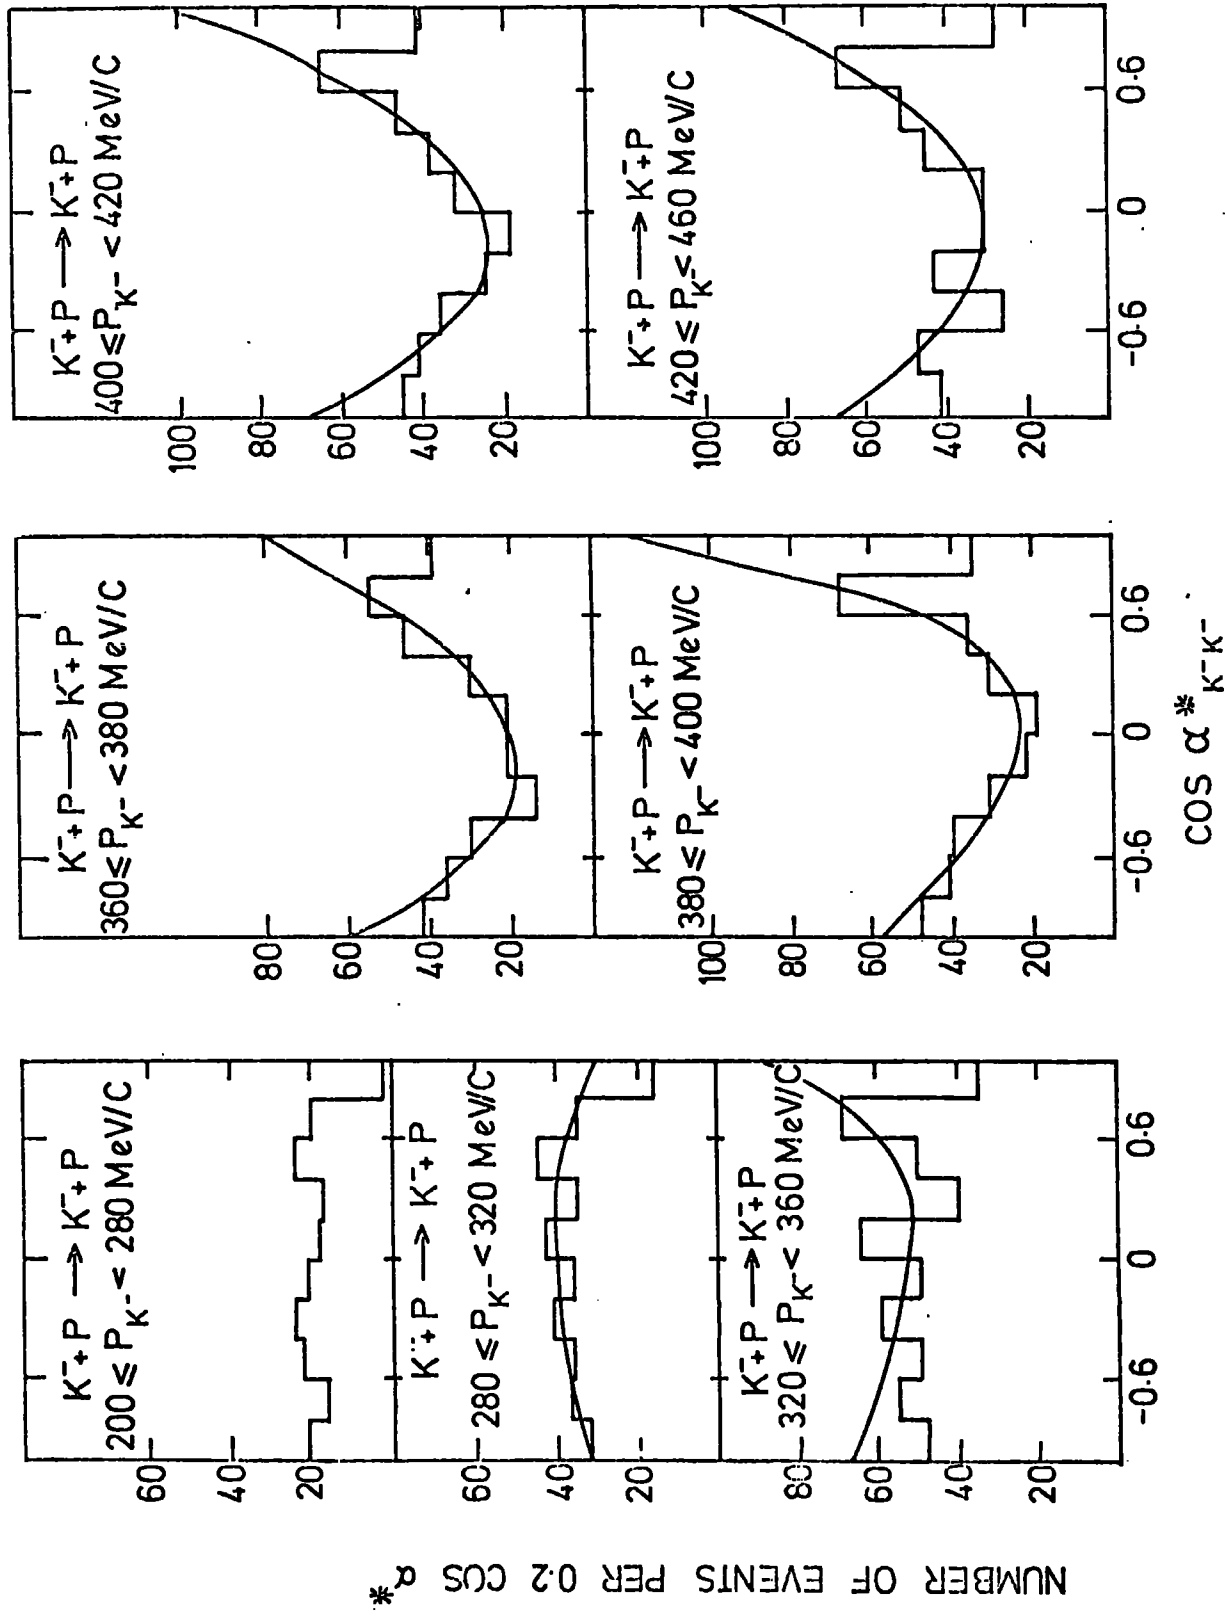 NUMBER OF EVENTS PER 0.2 COS α*
K⁻+P ⟶ K⁻+P
200 ≤ P_K⁻ < 280 MeV/C
60
40
20
K⁻+P ⟶ K⁻+P
280 ≤ P_K⁻ < 320 MeV/C
60
40
20
K⁻+P ⟶ K⁻+P
320 ≤ P_K⁻ < 360 MeV/C
80
60
40
20
-0.6
0
0.6
K⁻+P ⟶ K⁻+P
360 ≤ P_K⁻ < 380 MeV/C
80
60
40
20
K⁻+P ⟶ K⁻+P
380 ≤ P_K⁻ < 400 MeV/C
100
80
60
40
20
-0.6
0
0.6
K⁻+P ⟶ K⁻+P
400 ≤ P_K⁻ < 420 MeV/C
100
80
60
40
20
K⁻+P ⟶ K⁻+P
420 ≤ P_K⁻ < 460 MeV/C
100
80
60
40
20
-0.6
0
0.6
COS α*_K⁻K⁻